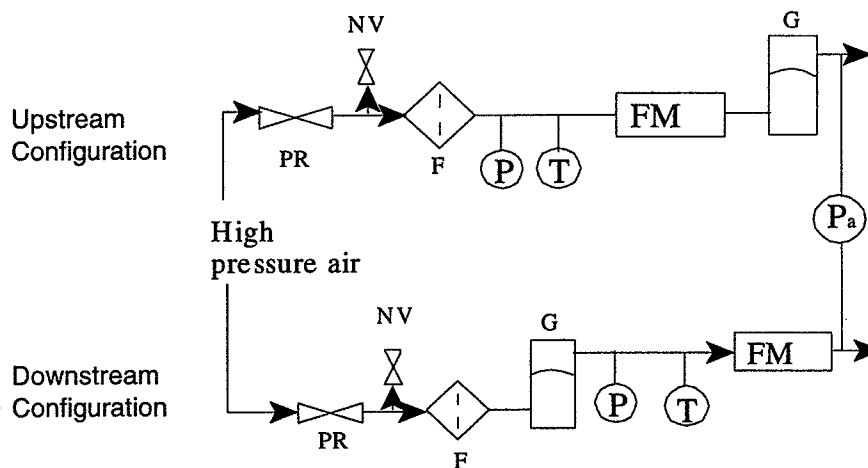 NV
G
Upstream
Configuration
FM
PR
F
P
T
Pa
High
pressure air
NV
G
FM
Downstream
Configuration
P
T
PR
F